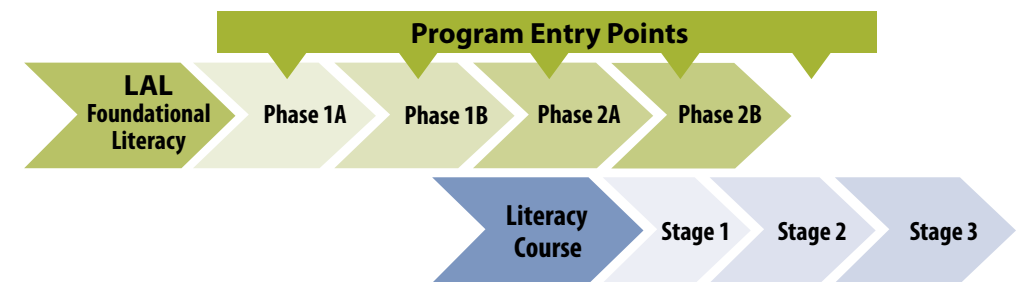 Program Entry Points
LAL
Foundational
Literacy
Phase 1A
Phase 1B
Phase 2A
Phase 2B
Literacy
Course
Stage 1
Stage 2
Stage 3